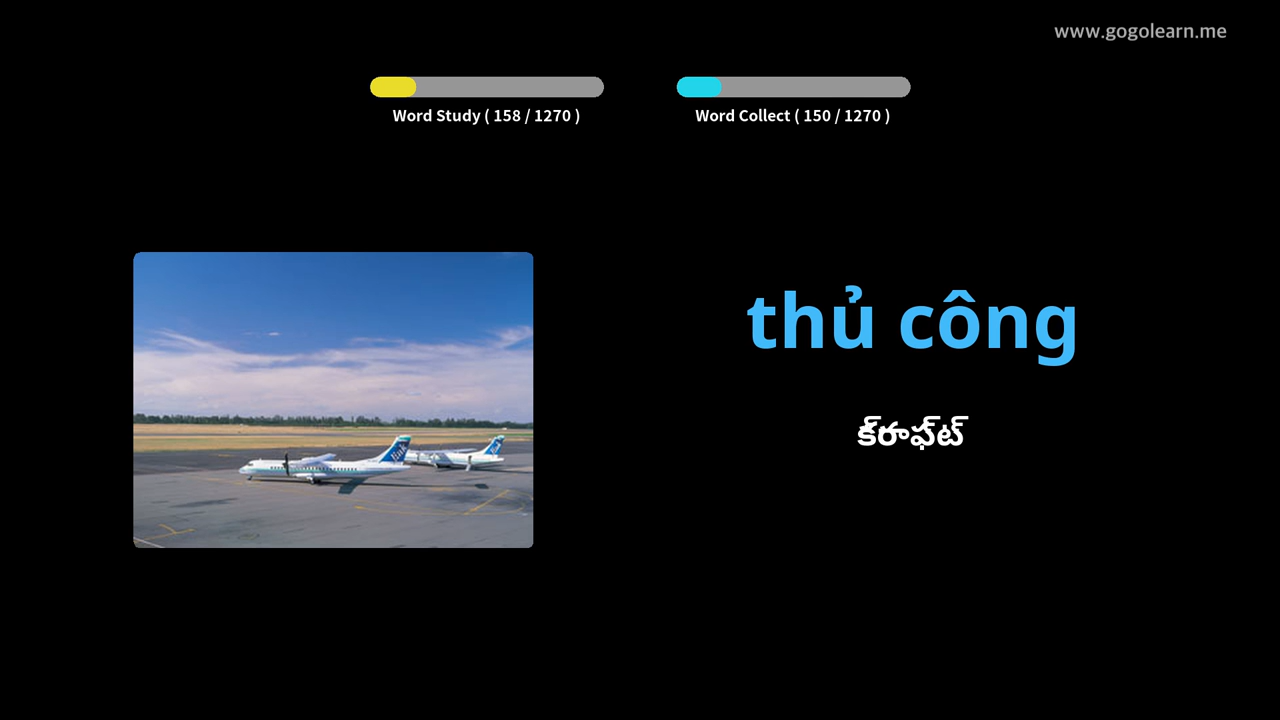 www.gogolearn.me
Word Study ( 158 / 1270 )
Word Collect ( 150 / 1270 )
thủ công
క్‌రాఫ్‌ట్